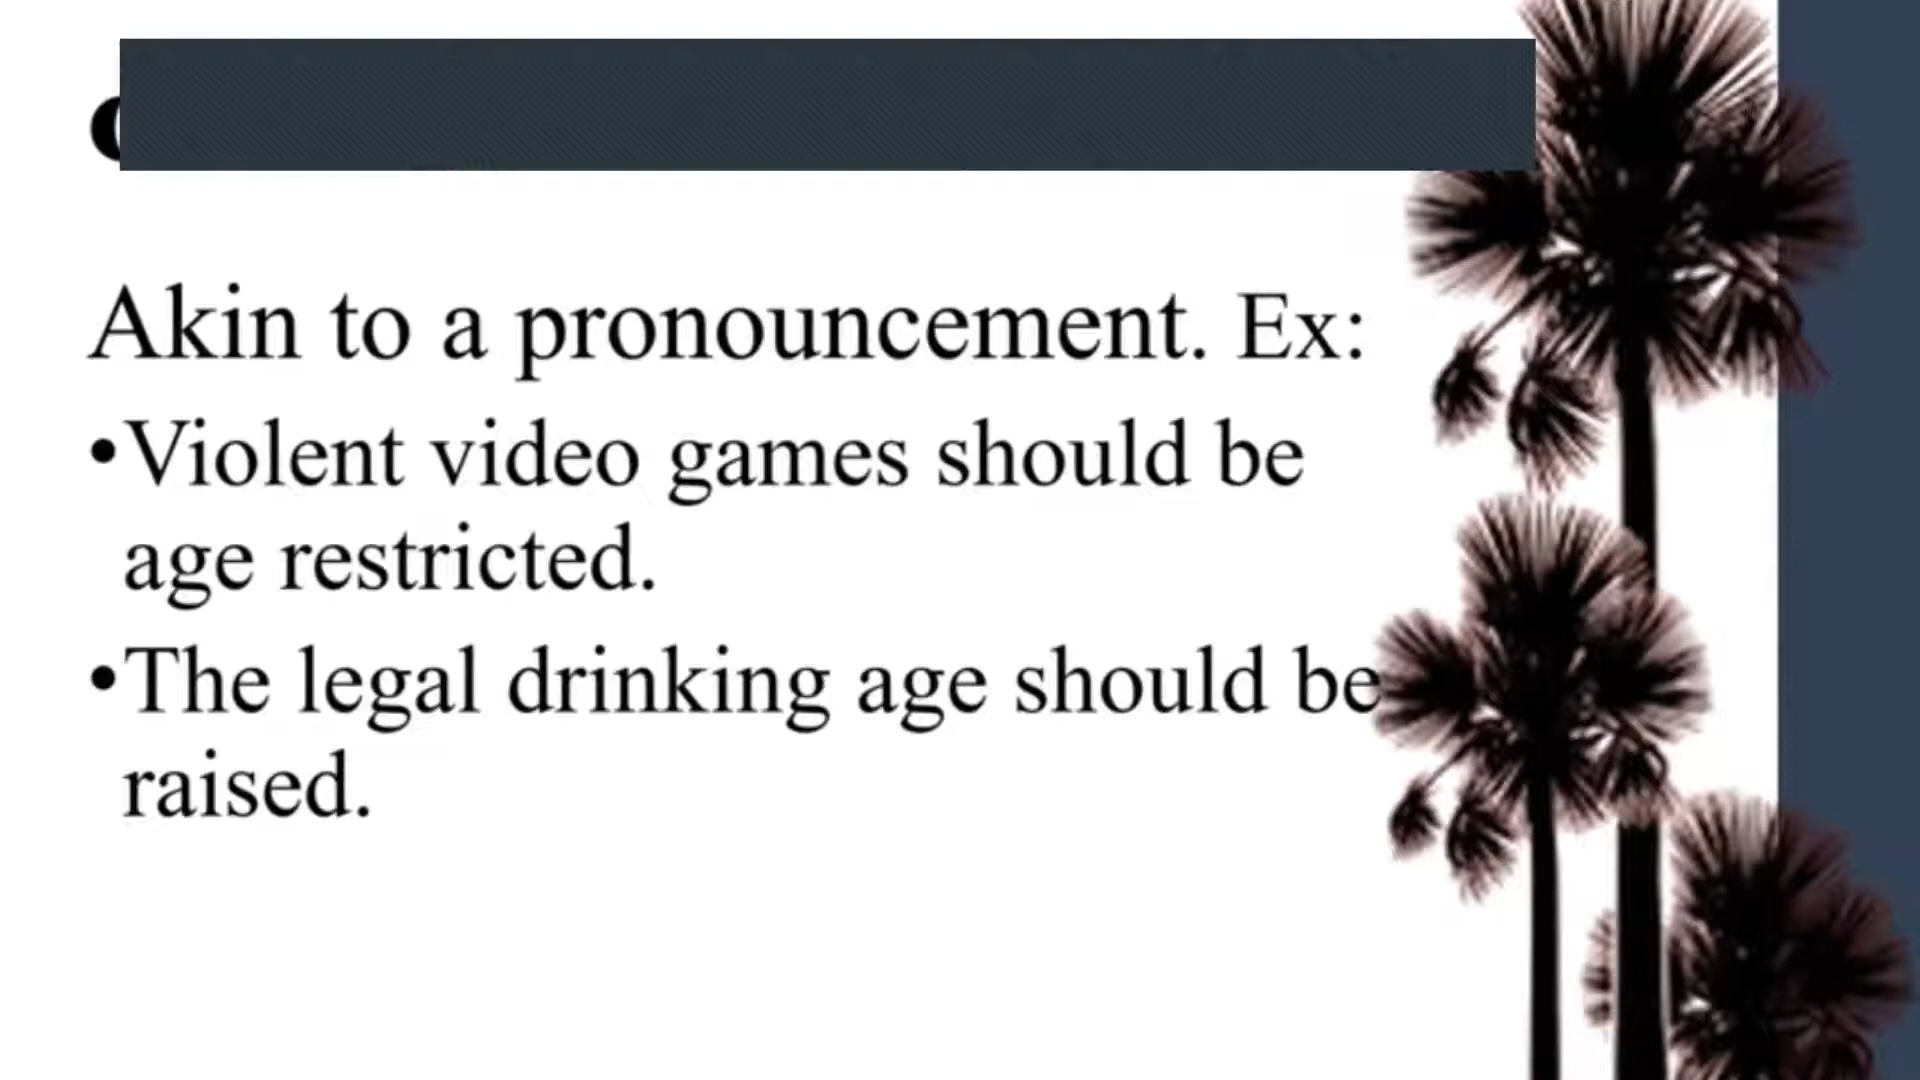 Akin to a pronouncement. Ex:
•Violent video games should be
age restricted.
•The legal drinking age should be
raised.